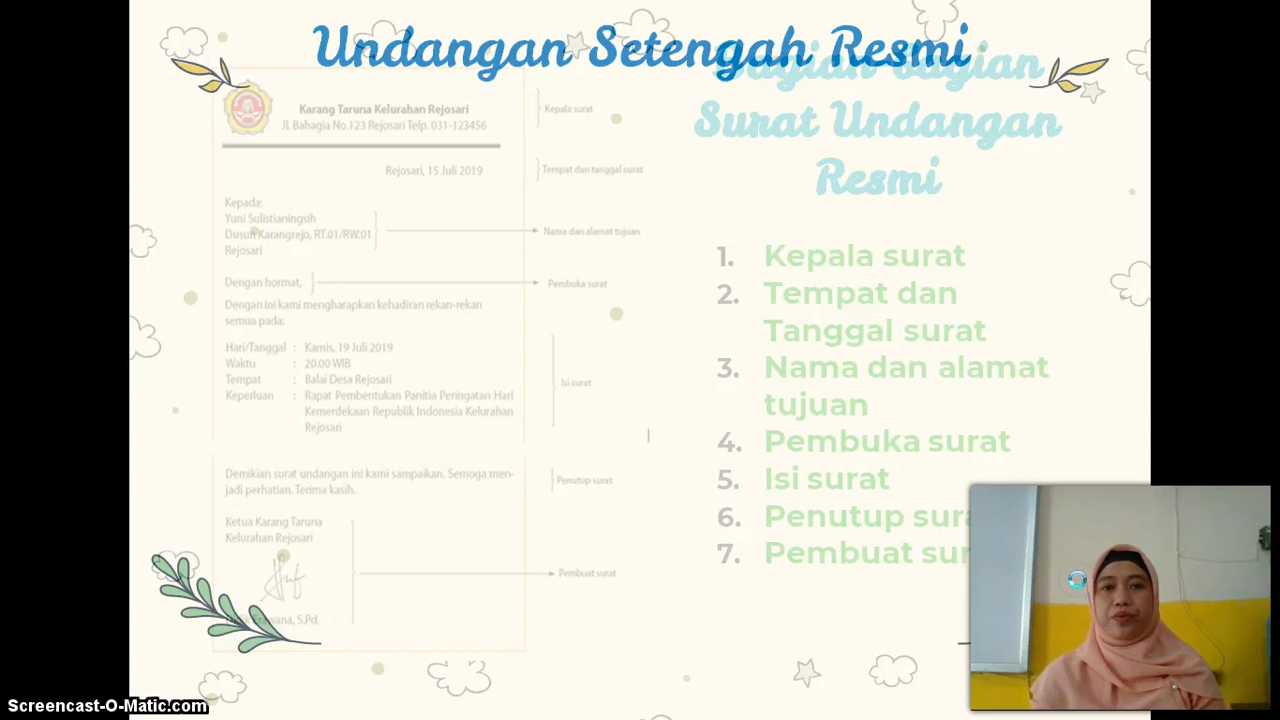 Undangan Setengah Resmi
Bagian bagian
Surat Undangan
Resmi
Karang Taruna Kelurahan Rejosari
Jl. Bahagia No.123 Rejosari Telp. 031-123456
Kepala surat
Rejosari, 15 Juli 2019
Tempat dan tanggal surat
Kepada:
Yuni Sulistianingsih
Dusun Karangrejo, RT.01/RW.01
Rejosari
Nama dan alamat tujuan
Dengan hormat,
Pembuka surat
Dengan ini kami mengharapkan kehadiran rekan-rekan
semua pada:
Hari/Tanggal : Kamis, 19 Juli 2019
Waktu : 20.00 WIB
Tempat : Balai Desa Rejosari
Keperluan : Rapat Pembentukan Panitia Peringatan Hari
Kemerdekaan Republik Indonesia Kelurahan
Rejosari
Isi surat
Demikian surat undangan ini kami sampaikan. Semoga men-
jadi perhatian. Terima kasih.
Penutup surat
Ketua Karang Taruna
Kelurahan Rejosari
S.Pd.
Pembuat surat
1. Kepala surat
2. Tempat dan
Tanggal surat
3. Nama dan alamat
tujuan
4. Pembuka surat
5. Isi surat
6. Penutup sura
7. Pembuat sur
Screencast-O-Matic.com